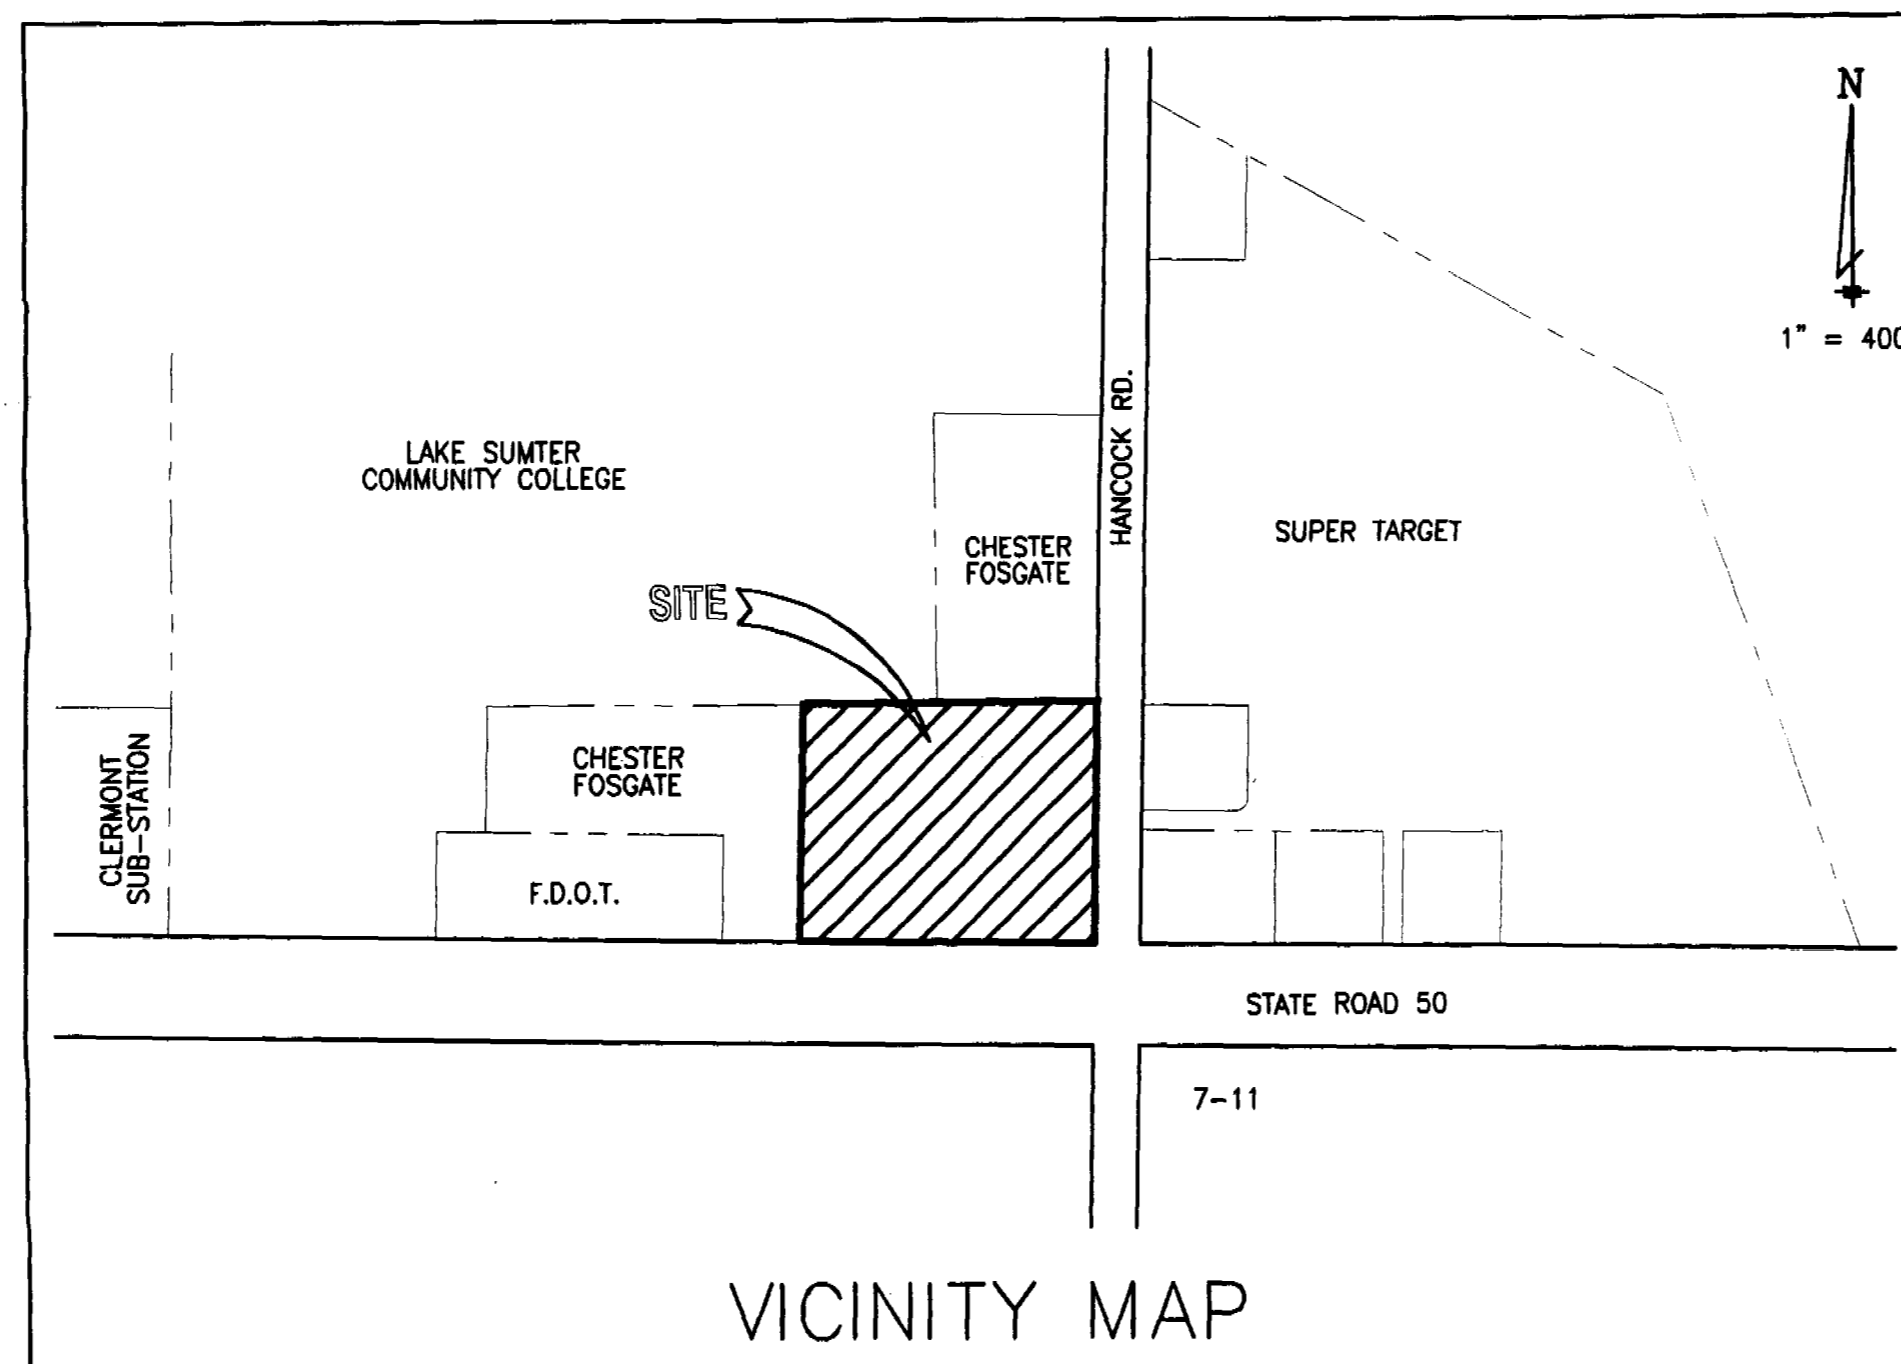 N
1" = 400
HANCOCK RD.
LAKE SUMTER
COMMUNITY COLLEGE
SUPER TARGET
CHESTER
FOSGATE
SITE
CHESTER
FOSGATE
CLERMONT
SUB-STATION
F.D.O.T.
STATE ROAD 50
7-11
VICINITY MAP